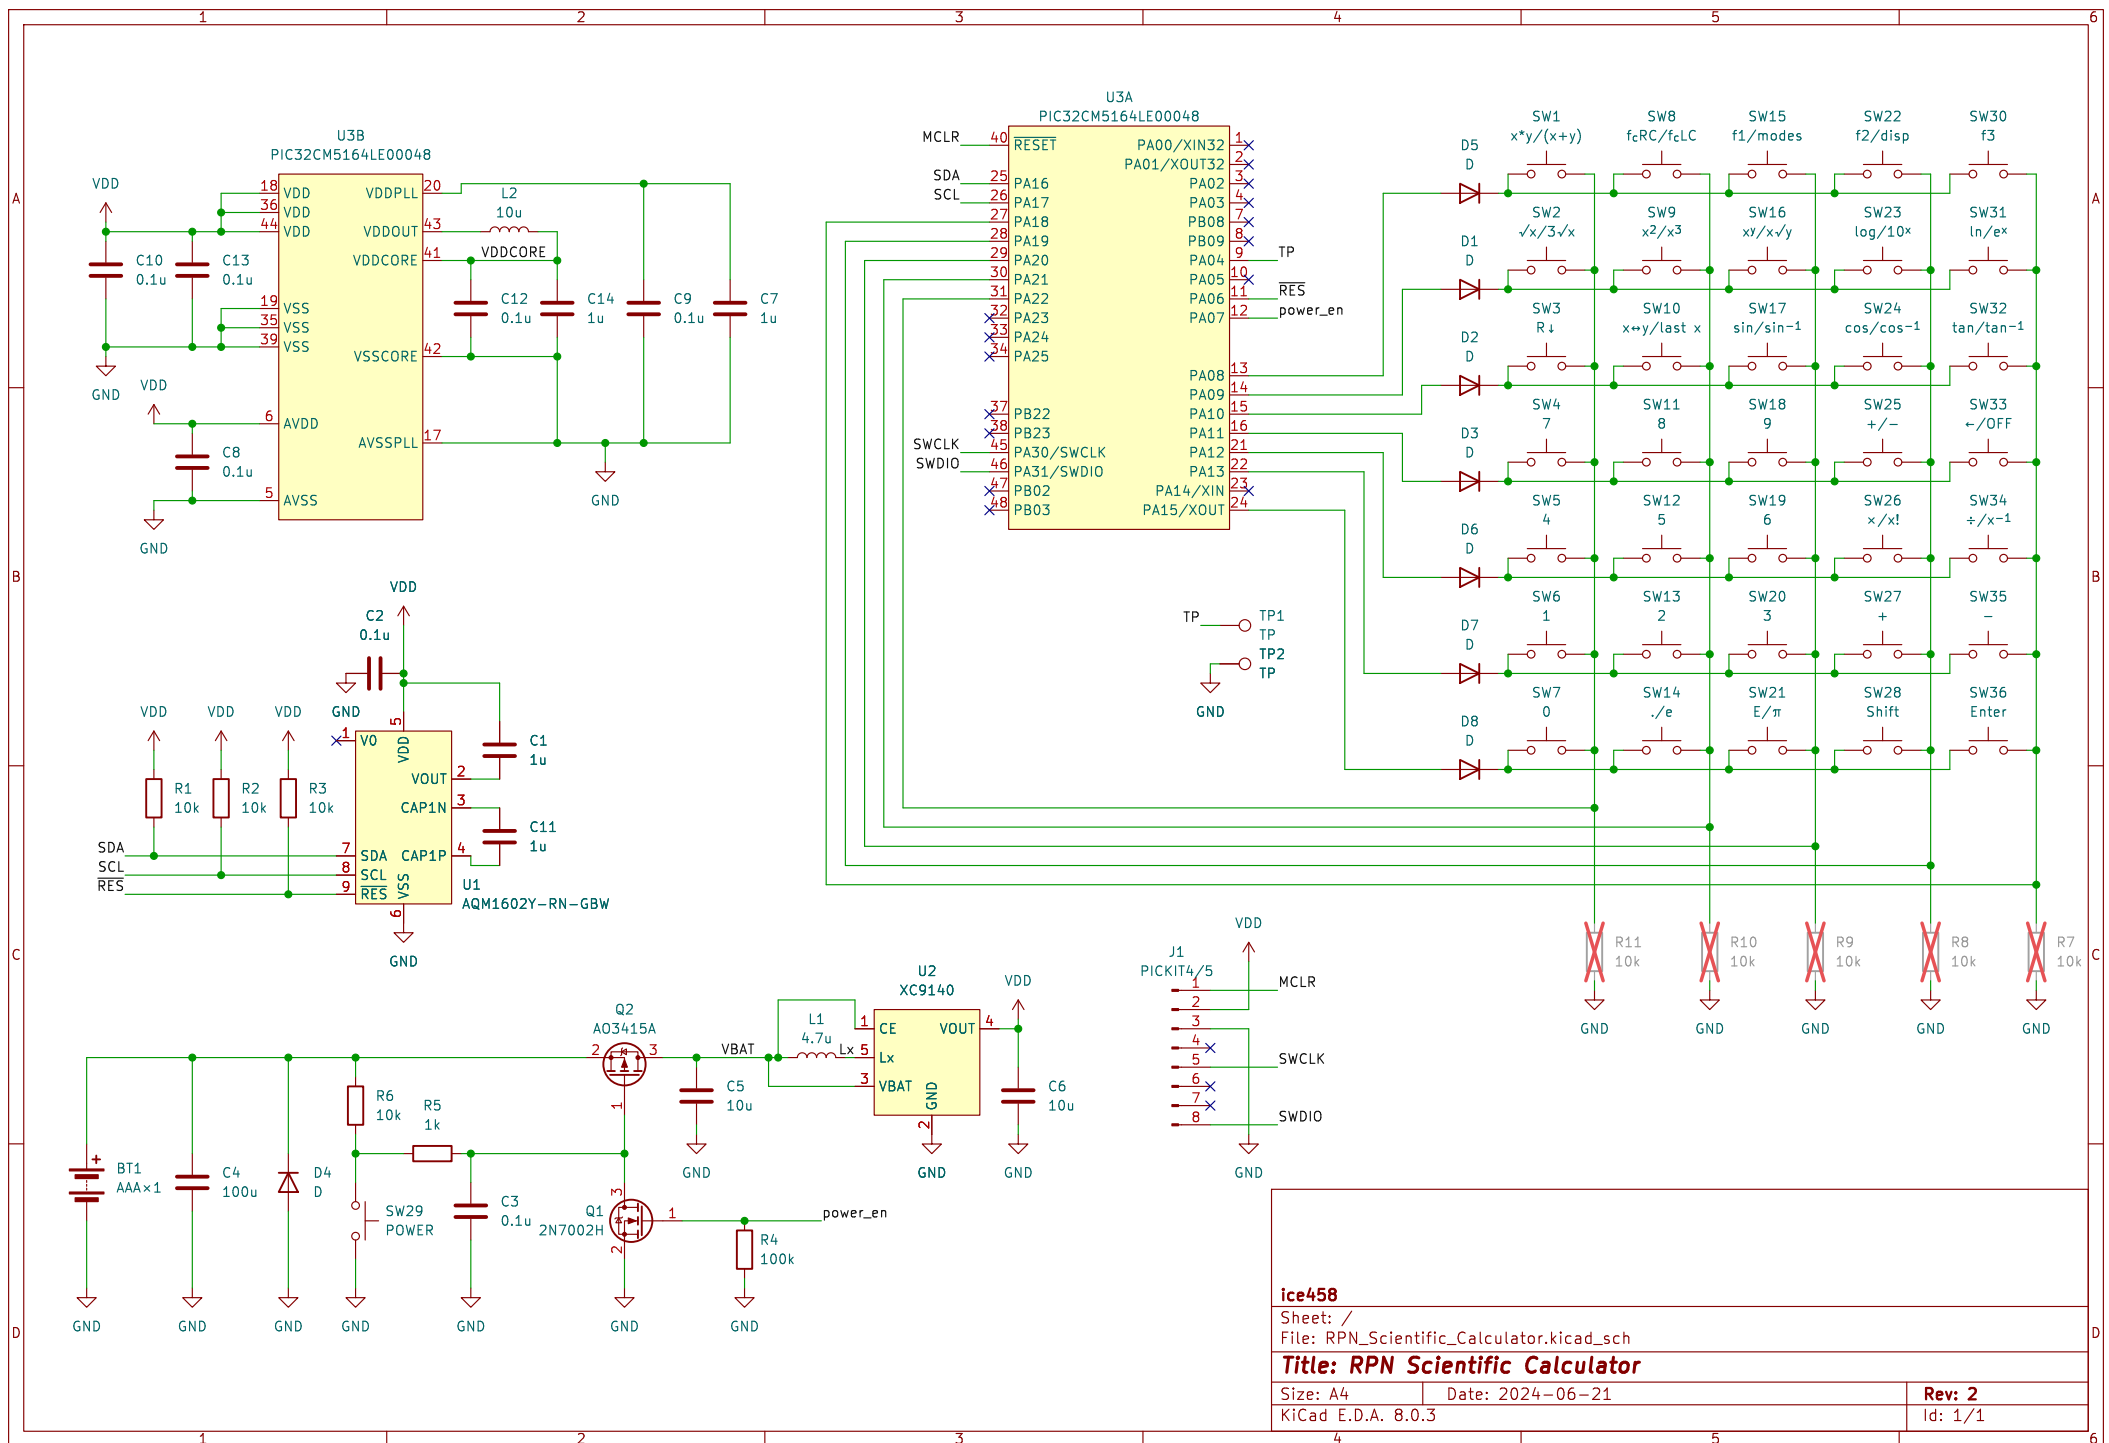 1 2 3 4 5 6
A
B
C
D
A
B
C
D
1 2 3 4 5 6
U3B
PIC32CM5164LE00048
VDD
18 VDD
36 VDD
44 VDD
19 VSS
35 VSS
39 VSS
6 AVDD
5 AVSS
VDDPLL 20
VDDOUT 43
VDDCORE 41
VSSCORE 42
AVSSPLL 17
C10
0.1u
C13
0.1u
GND
VDD
C8
0.1u
GND
L2
10u
VDDCORE
C12
0.1u
C14
1u
C9
0.1u
C7
1u
GND
U3A
PIC32CM5164LE00048
MCLR 40 RESET
SDA 25 PA16
SCL 26 PA17
27 PA18
28 PA19
29 PA20
30 PA21
31 PA22
32 PA23
33 PA24
34 PA25
37 PB22
38 PB23
SWCLK 45 PA30/SWCLK
SWDIO 46 PA31/SWDIO
47 PB02
48 PB03
PA00/XIN32 1
PA01/XOUT32 2
PA02 3
PA03 4
PB08 7
PB09 8
PA04 9 TP
PA05 10
PA06 11 RES
PA07 12 power_en
PA08 13
PA09 14
PA10 15
PA11 16
PA12 21
PA13 22
PA14/XIN 23
PA15/XOUT 24
SW1 SW8 SW15 SW22 SW30
x*y/(x+y) fcRC/fcLC f1/modes f2/disp f3
D5
D
SW2 SW9 SW16 SW23 SW31
√x/3√x x²/x³ xʸ/x√y log/10ˣ ln/eˣ
D1
D
SW3 SW10 SW17 SW24 SW32
R↓ x↔y/last x sin/sin⁻¹ cos/cos⁻¹ tan/tan⁻¹
D2
D
SW4 SW11 SW18 SW25 SW33
7 8 9 +/− ←/OFF
D3
D
SW5 SW12 SW19 SW26 SW34
4 5 6 ×/x! ÷/x⁻¹
D6
D
SW6 SW13 SW20 SW27 SW35
1 2 3 + −
D7
D
SW7 SW14 SW21 SW28 SW36
0 ./e E/π Shift Enter
D8
D
TP TP1
TP
TP2
TP
GND
R11
10k
R10
10k
R9
10k
R8
10k
R7
10k
GND GND GND GND GND
VDD
C2
0.1u
GND
VDD VDD VDD
R1
10k
R2
10k
R3
10k
SDA
SCL
RES
1 V0
5 VDD
VOUT 2
CAP1N 3
CAP1P 4
7 SDA
8 SCL
9 RES
6 VSS
C1
1u
C11
1u
U1
AQM1602Y-RN-GBW
GND
BT1
AAA×1
C4
100u
D4
D
R6
10k
R5
1k
SW29
POWER
C3
0.1u
Q2
AO3415A
2 3
1
Q1
2N7002H
3
1
2
power_en
R4
100k
GND GND GND GND GND GND GND
VBAT
C5
10u
GND
L1
4.7u
Lx
U2
XC9140
1 CE
5 Lx
3 VBAT
VOUT 4
GND
2
GND
VDD
C6
10u
GND
J1
PICKIT4/5
VDD
1 MCLR
2
3
4
5 SWCLK
6
7
8 SWDIO
GND
ice458
Sheet: /
File: RPN_Scientific_Calculator.kicad_sch
Title: RPN Scientific Calculator
Size: A4 Date: 2024-06-21 Rev: 2
KiCad E.D.A. 8.0.3 Id: 1/1